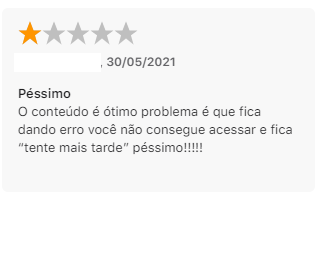 , 30/05/2021
Péssimo
O conteúdo é ótimo problema é que fica
dando erro você não consegue acessar e fica
“tente mais tarde” péssimo!!!!!